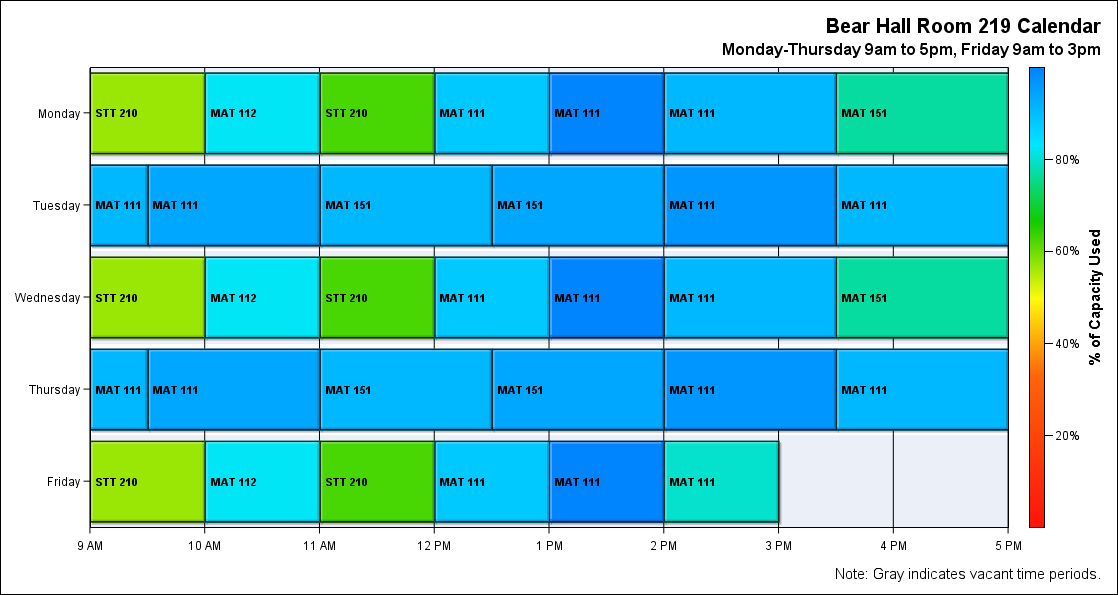 Bear Hall Room 219 Calendar
Monday-Thursday 9am to 5pm, Friday 9am to 3pm
Monday
STT 210
MAT 112
STT 210
MAT 111
MAT 111
MAT 111
MAT 151
Tuesday
MAT 111
MAT 111
MAT 151
MAT 151
MAT 111
MAT 111
Wednesday
STT 210
MAT 112
STT 210
MAT 111
MAT 111
MAT 111
MAT 151
Thursday
MAT 111
MAT 111
MAT 151
MAT 151
MAT 111
MAT 111
Friday
STT 210
MAT 112
STT 210
MAT 111
MAT 111
MAT 111
9 AM
10 AM
11 AM
12 PM
1 PM
2 PM
3 PM
4 PM
5 PM
80%
60%
40%
20%
% of Capacity Used
Note: Gray indicates vacant time periods.